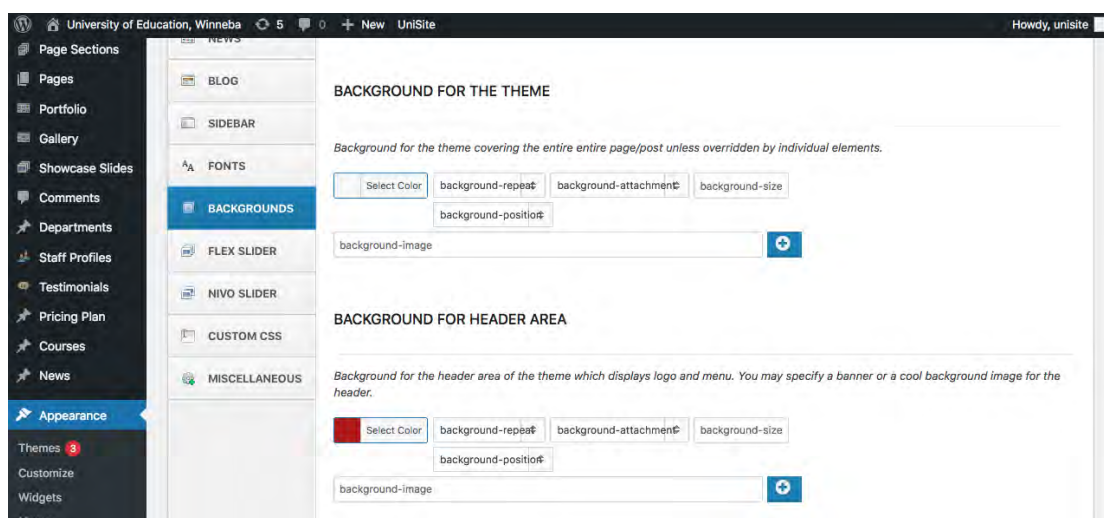 University of Education, Winneba 5 0 + New UniSite Howdy, unisite
Page Sections
Pages
Portfolio
Gallery
Showcase Slides
Comments
Departments
Staff Profiles
Testimonials
Pricing Plan
Courses
News
Appearance
Themes 3
Customize
Widgets
NEWS
BLOG
SIDEBAR
FONTS
BACKGROUNDS
FLEX SLIDER
NIVO SLIDER
CUSTOM CSS
MISCELLANEOUS
BACKGROUND FOR THE THEME
Background for the theme covering the entire entire page/post unless overridden by individual elements.
Select Color background-repeat background-attachment background-size
background-position
background-image
BACKGROUND FOR HEADER AREA
Background for the header area of the theme which displays logo and menu. You may specify a banner or a cool background image for the
header.
Select Color background-repeat background-attachment background-size
background-position
background-image